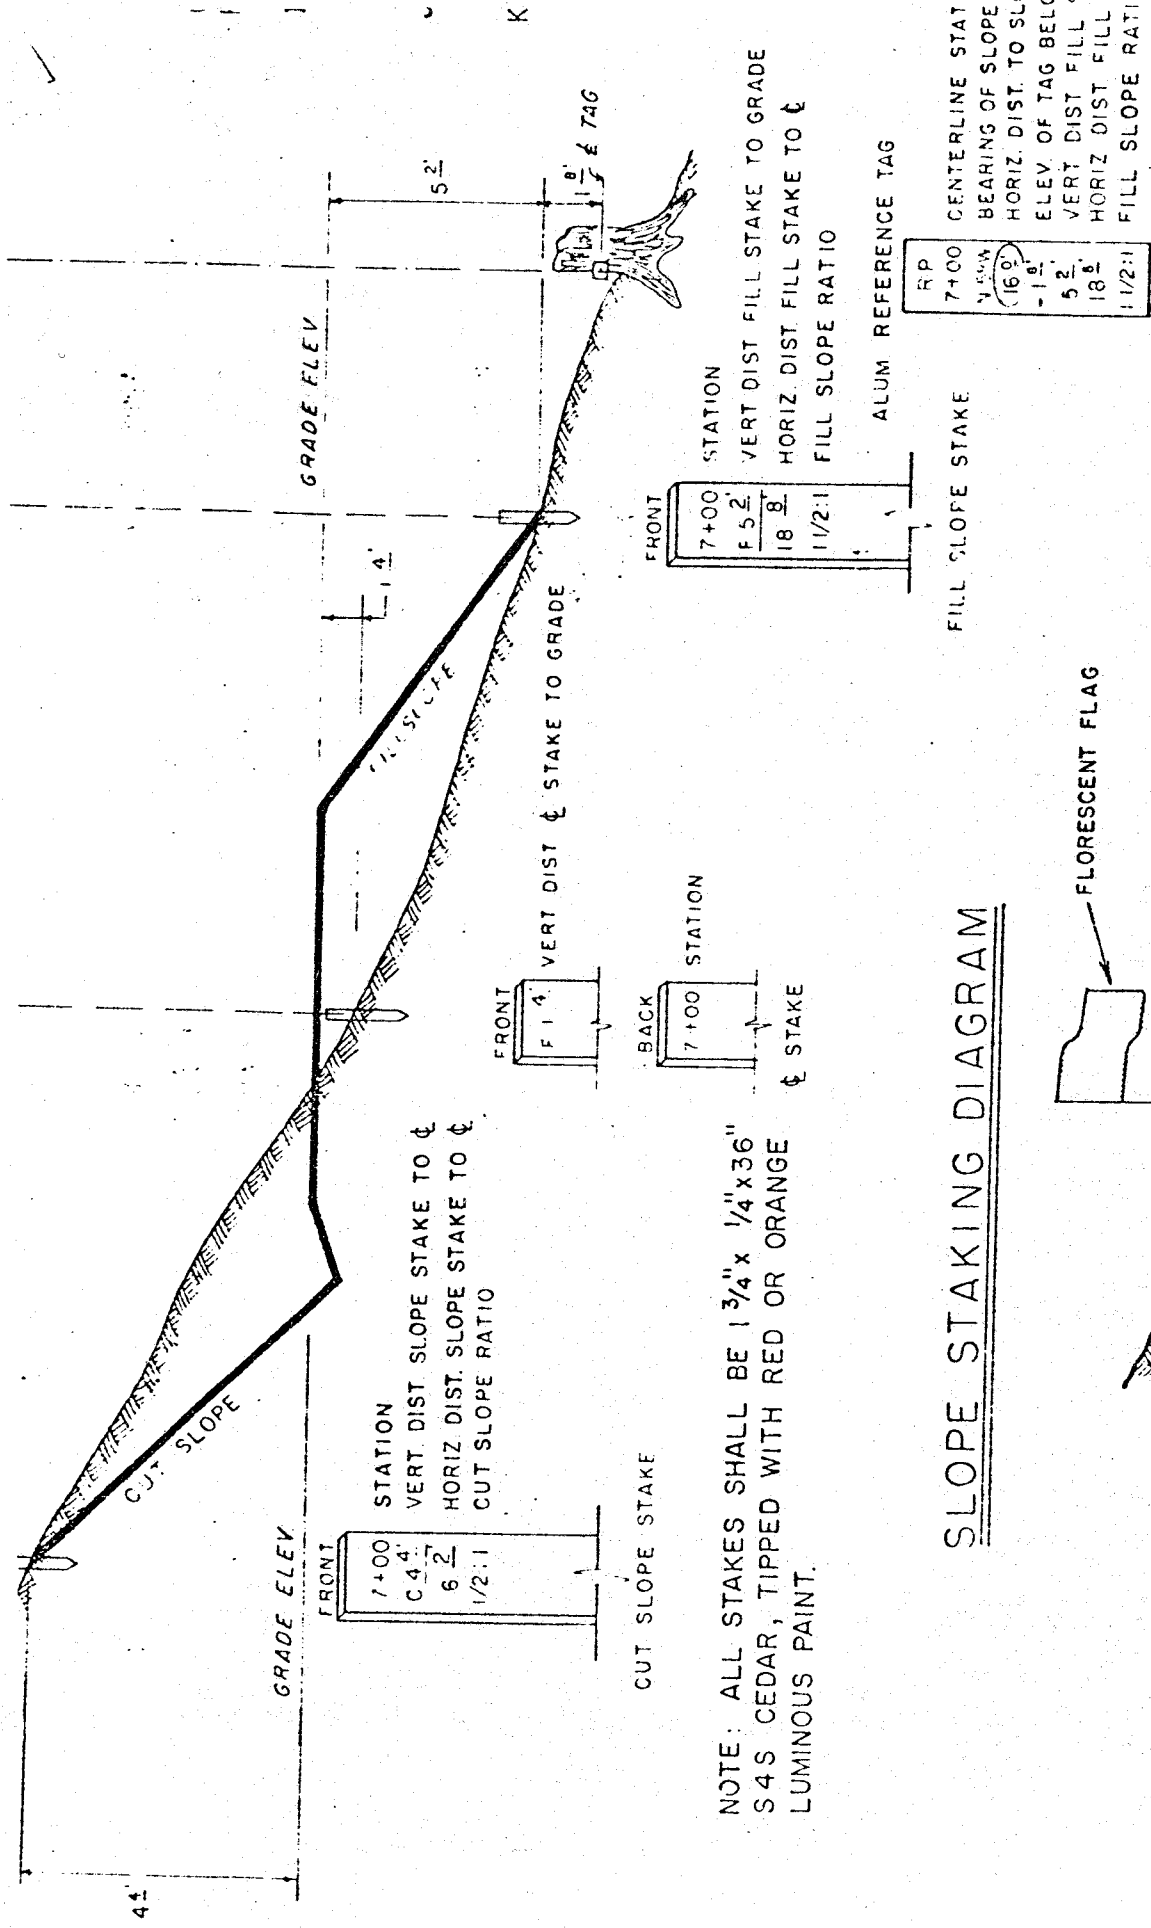 4 4'
GRADE ELEV
CUT SLOPE
GRADE ELEV
FILL SLOPE
1 4'
5 2'
1 8'
℄ TAG
K
FRONT
7+00 STATION
C 4 4' VERT. DIST SLOPE STAKE TO ℄
6 2 HORIZ. DIST. SLOPE STAKE TO ℄
1/2:1 CUT SLOPE RATIO
CUT SLOPE STAKE
FRONT
F 1 4' VERT DIST ℄ STAKE TO GRADE
BACK
7+00 STATION
℄ STAKE
FRONT
7+00 STATION
F 5 2' VERT DIST FILL STAKE TO GRADE
18 8' HORIZ. DIST FILL STAKE TO ℄
1 1/2:1 FILL SLOPE RATIO
FILL SLOPE STAKE
ALUM REFERENCE TAG
RP
7+00 CENTERLINE STAT
BEARING OF SLOPE
16 0' HORIZ. DIST. TO SLO
-1 8' ELEV. OF TAG BELO
5 2' VERT DIST FILL
18 8' HORIZ DIST FILL
1 1/2:1 FILL SLOPE RATI
NOTE: ALL STAKES SHALL BE 1 3/4" x 1/4" x 36"
S4S CEDAR, TIPPED WITH RED OR ORANGE
LUMINOUS PAINT.
SLOPE STAKING DIAGRAM
FLORESCENT FLAG